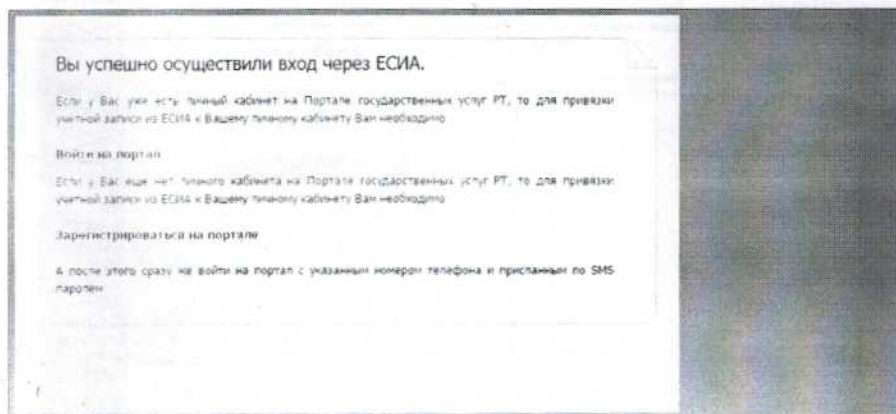 Вы успешно осуществили вход через ЕСИА.
Если у Вас уже есть личный кабинет на Портале государственных услуг РТ, то для привязки
учетной записи из ЕСИА к Вашему личному кабинету Вам необходимо
Войти на портал
Если у Вас еще нет личного кабинета на Портале государственных услуг РТ, то для привязки
учетной записи из ЕСИА к Вашему личному кабинету Вам необходимо
Зарегистрироваться на портале
А после этого сразу же войти на портал с указанным номером телефона и присланным по SMS
паролем